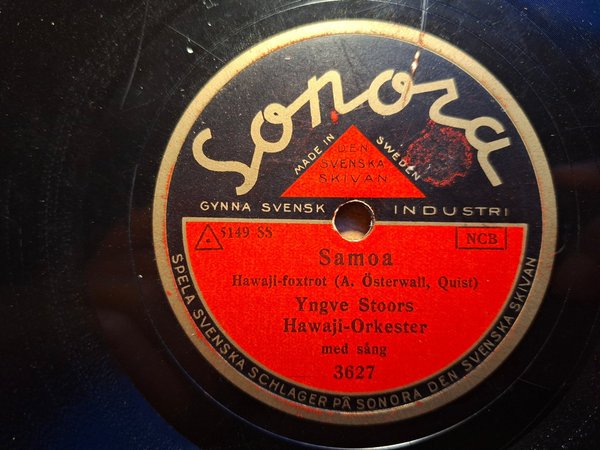 Sonora
MADE IN SWEDEN
DEN
SVENSKA
SKIVAN
GYNNA SVENSK INDUSTRI
5149 SS
NCB
Samoa
Hawaji-foxtrot (A. Österwall, Quist)
Yngve Stoors
Hawaji-Orkester
med sång
3627
SPELA SVENSKA SCHLAGER PÅ SONORA DEN SVENSKA SKIVAN